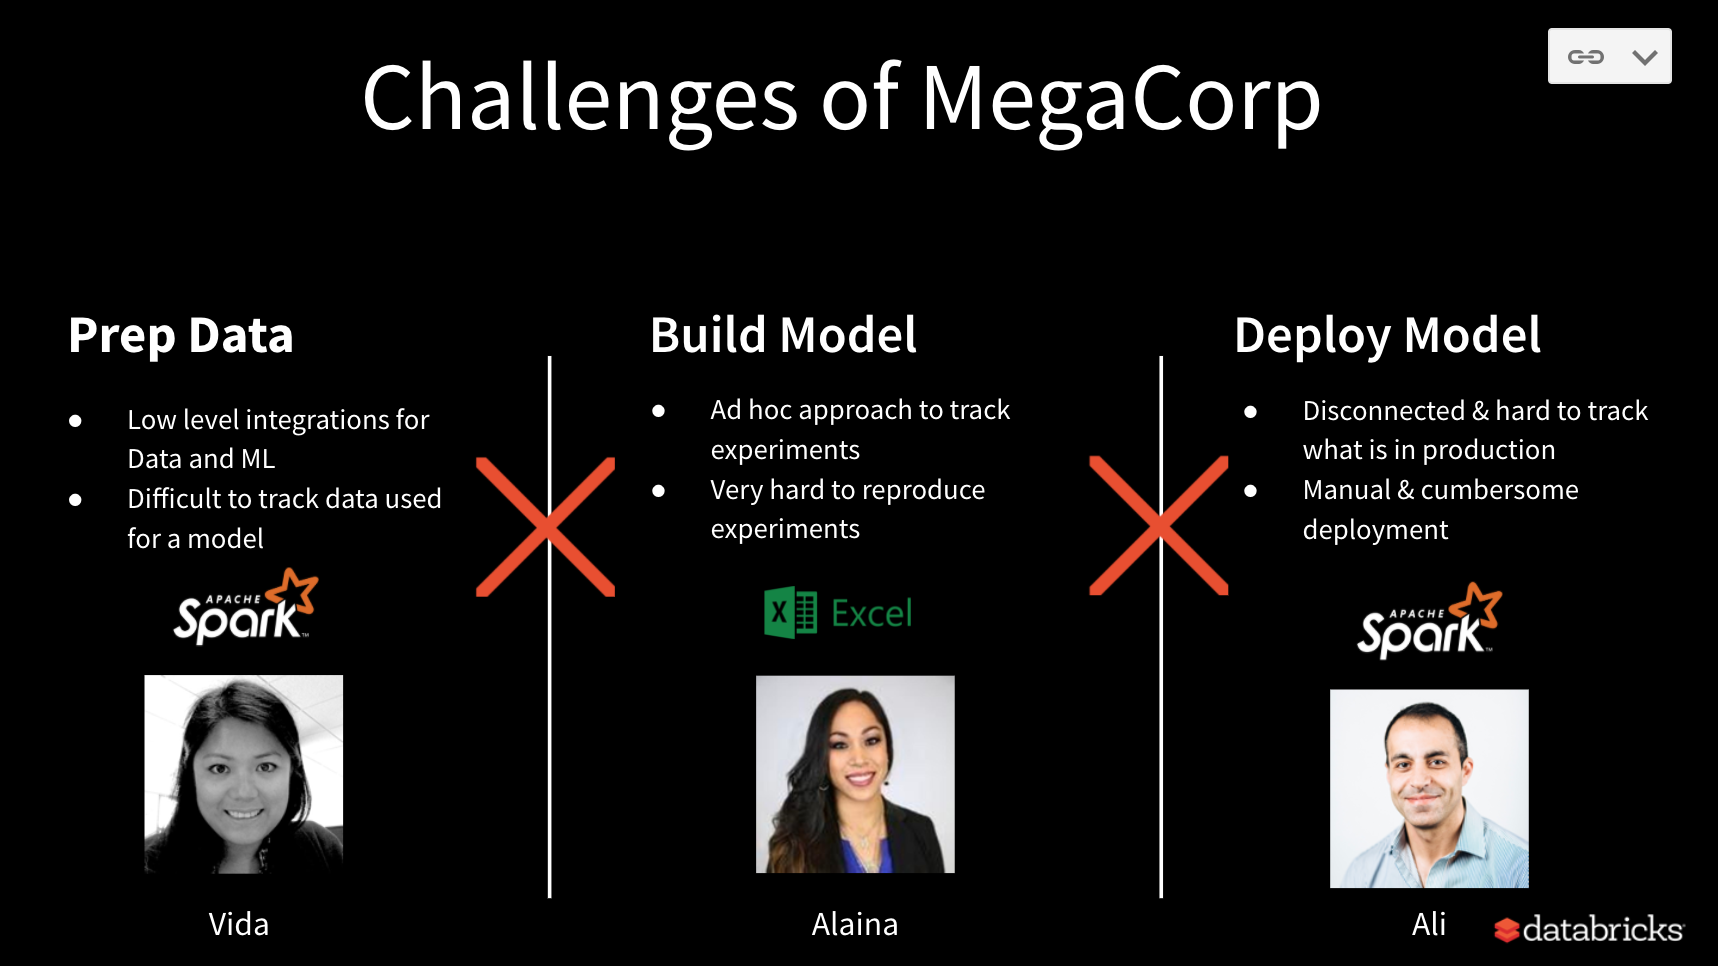 Challenges of MegaCorp
Prep Data
● Low level integrations for
Data and ML
● Difficult to track data used
for a model
APACHE
Spark™
Vida
Build Model
● Ad hoc approach to track
experiments
● Very hard to reproduce
experiments
X Excel
Alaina
Deploy Model
● Disconnected & hard to track
what is in production
● Manual & cumbersome
deployment
APACHE
Spark™
Ali
databricks